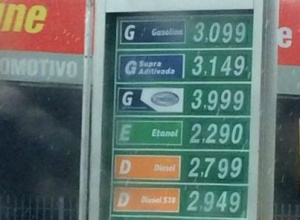 ne
OMOTIVO
e
G Gasolina 3.099
G Supra Aditivada 3.149
G 3.999
E Etanol 2.290
D Diesel 2.799
D Diesel S10 2.949